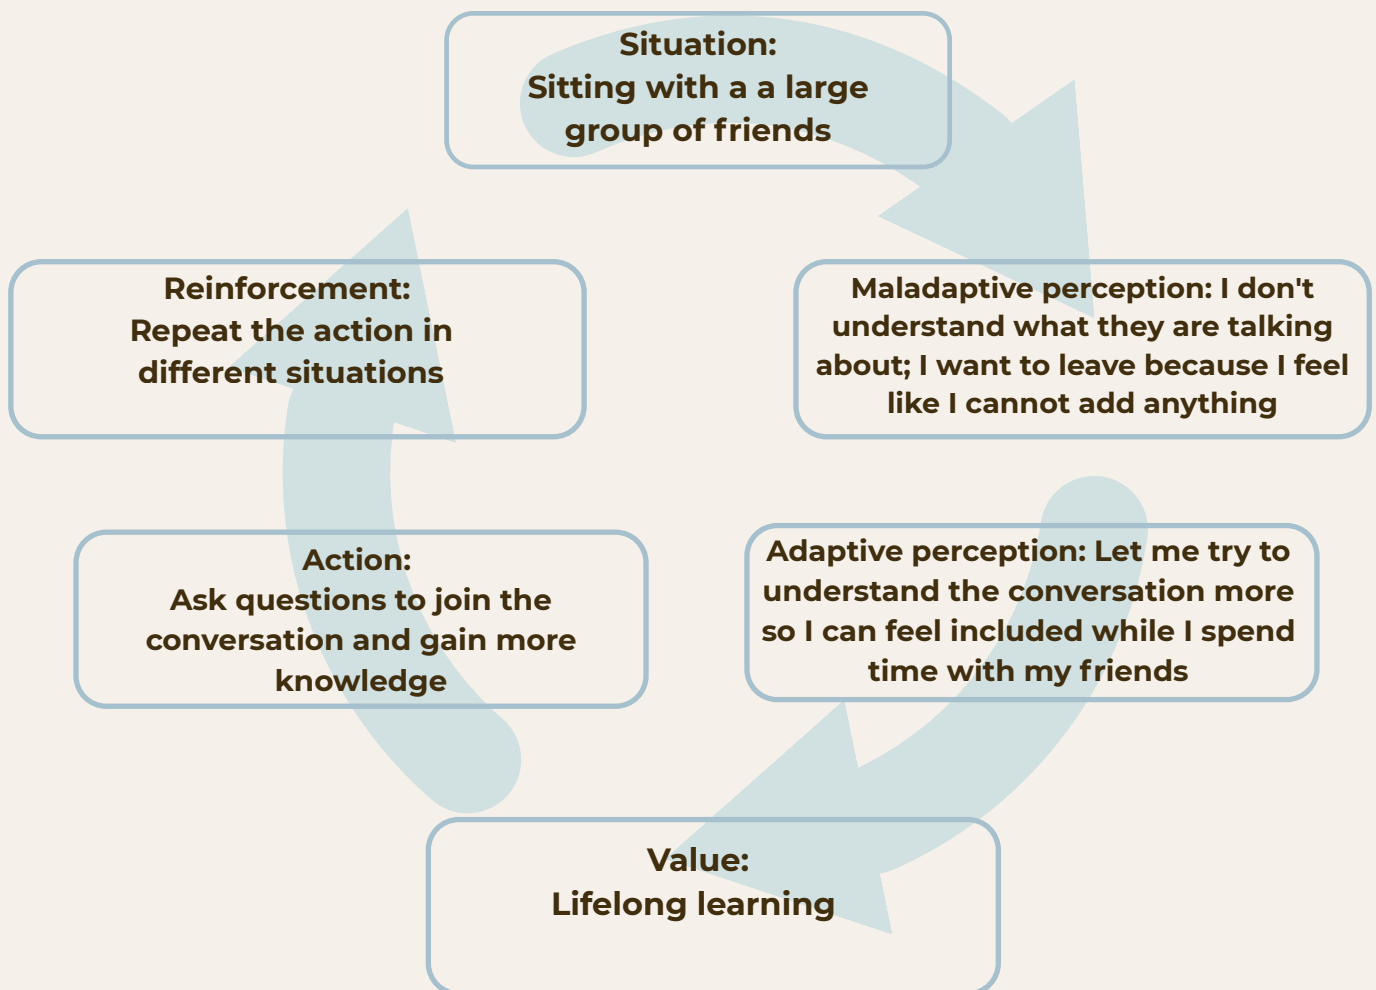 Situation:
Sitting with a a large
group of friends
Maladaptive perception: I don't
understand what they are talking
about; I want to leave because I feel
like I cannot add anything
Adaptive perception: Let me try to
understand the conversation more
so I can feel included while I spend
time with my friends
Value:
Lifelong learning
Action:
Ask questions to join the
conversation and gain more
knowledge
Reinforcement:
Repeat the action in
different situations